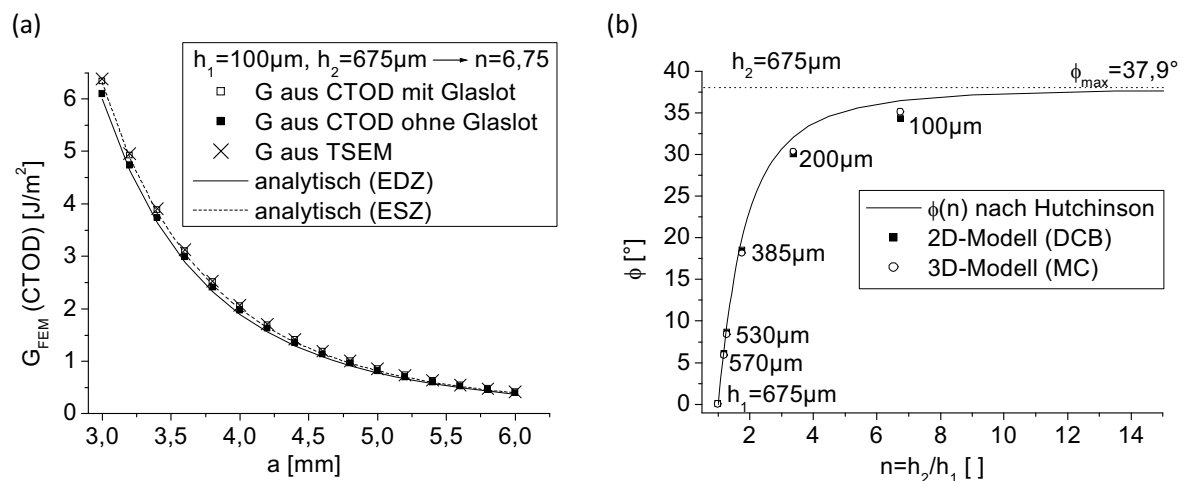 (a)
h₁=100µm, h₂=675µm → n=6,75
G aus CTOD mit Glaslot
G aus CTOD ohne Glaslot
G aus TSEM
analytisch (EDZ)
analytisch (ESZ)
G_FEM (CTOD) [J/m²]
6
5
4
3
2
1
0
3,0 3,5 4,0 4,5 5,0 5,5 6,0
a [mm]
(b)
h₂=675µm
ϕ_max=37,9°
100µm
200µm
385µm
530µm
570µm
h₁=675µm
ϕ(n) nach Hutchinson
2D-Modell (DCB)
3D-Modell (MC)
ϕ [°]
40
35
30
25
20
15
10
5
0
2 4 6 8 10 12 14
n=h₂/h₁ [ ]